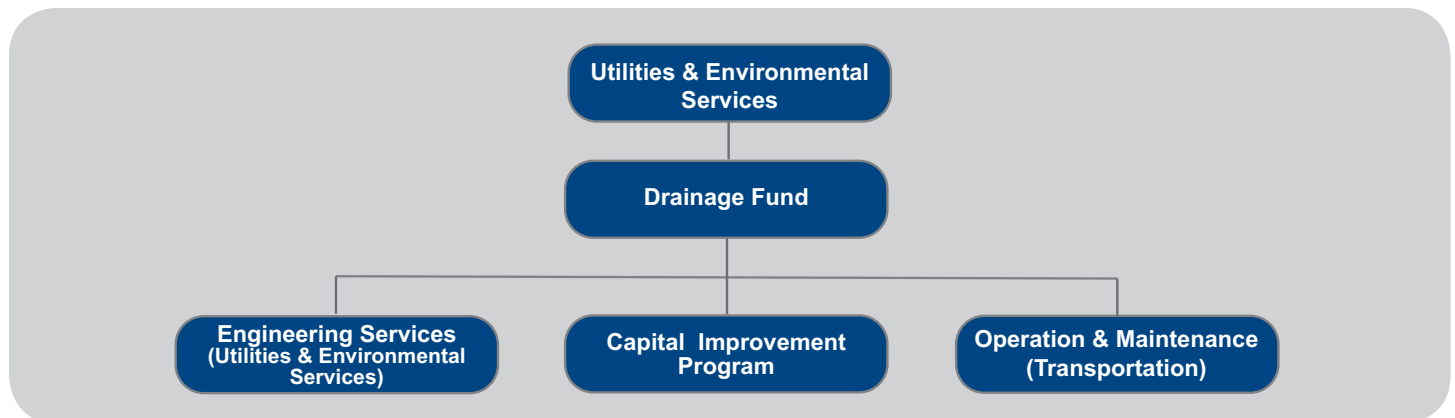 Utilities & Environmental
Services
Drainage Fund
Engineering Services
(Utilities & Environmental
Services)
Capital Improvement
Program
Operation & Maintenance
(Transportation)